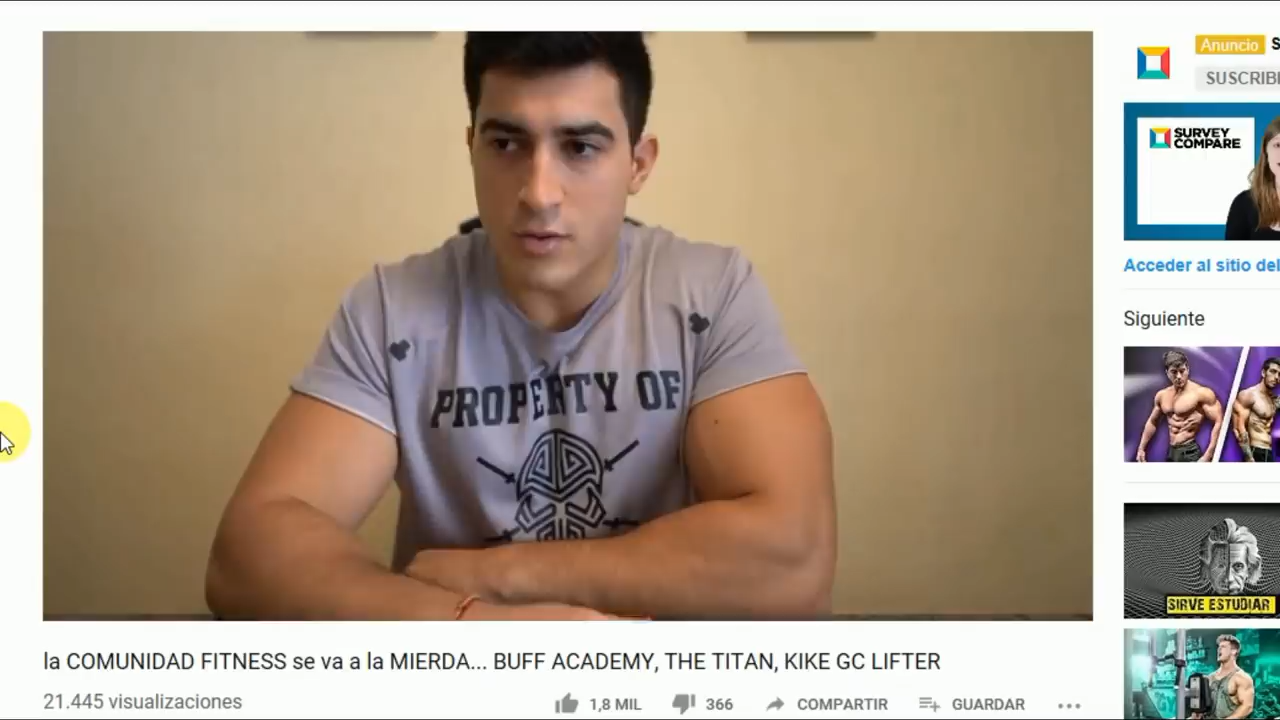 PROPERTY OF
la COMUNIDAD FITNESS se va a la MIERDA... BUFF ACADEMY, THE TITAN, KIKE GC LIFTER
21.445 visualizaciones
1,8 MIL
366
COMPARTIR
GUARDAR
Anuncio S
SUSCRIBI
SURVEY
COMPARE
Acceder al sitio del
Siguiente
SIRVE ESTUDIAR